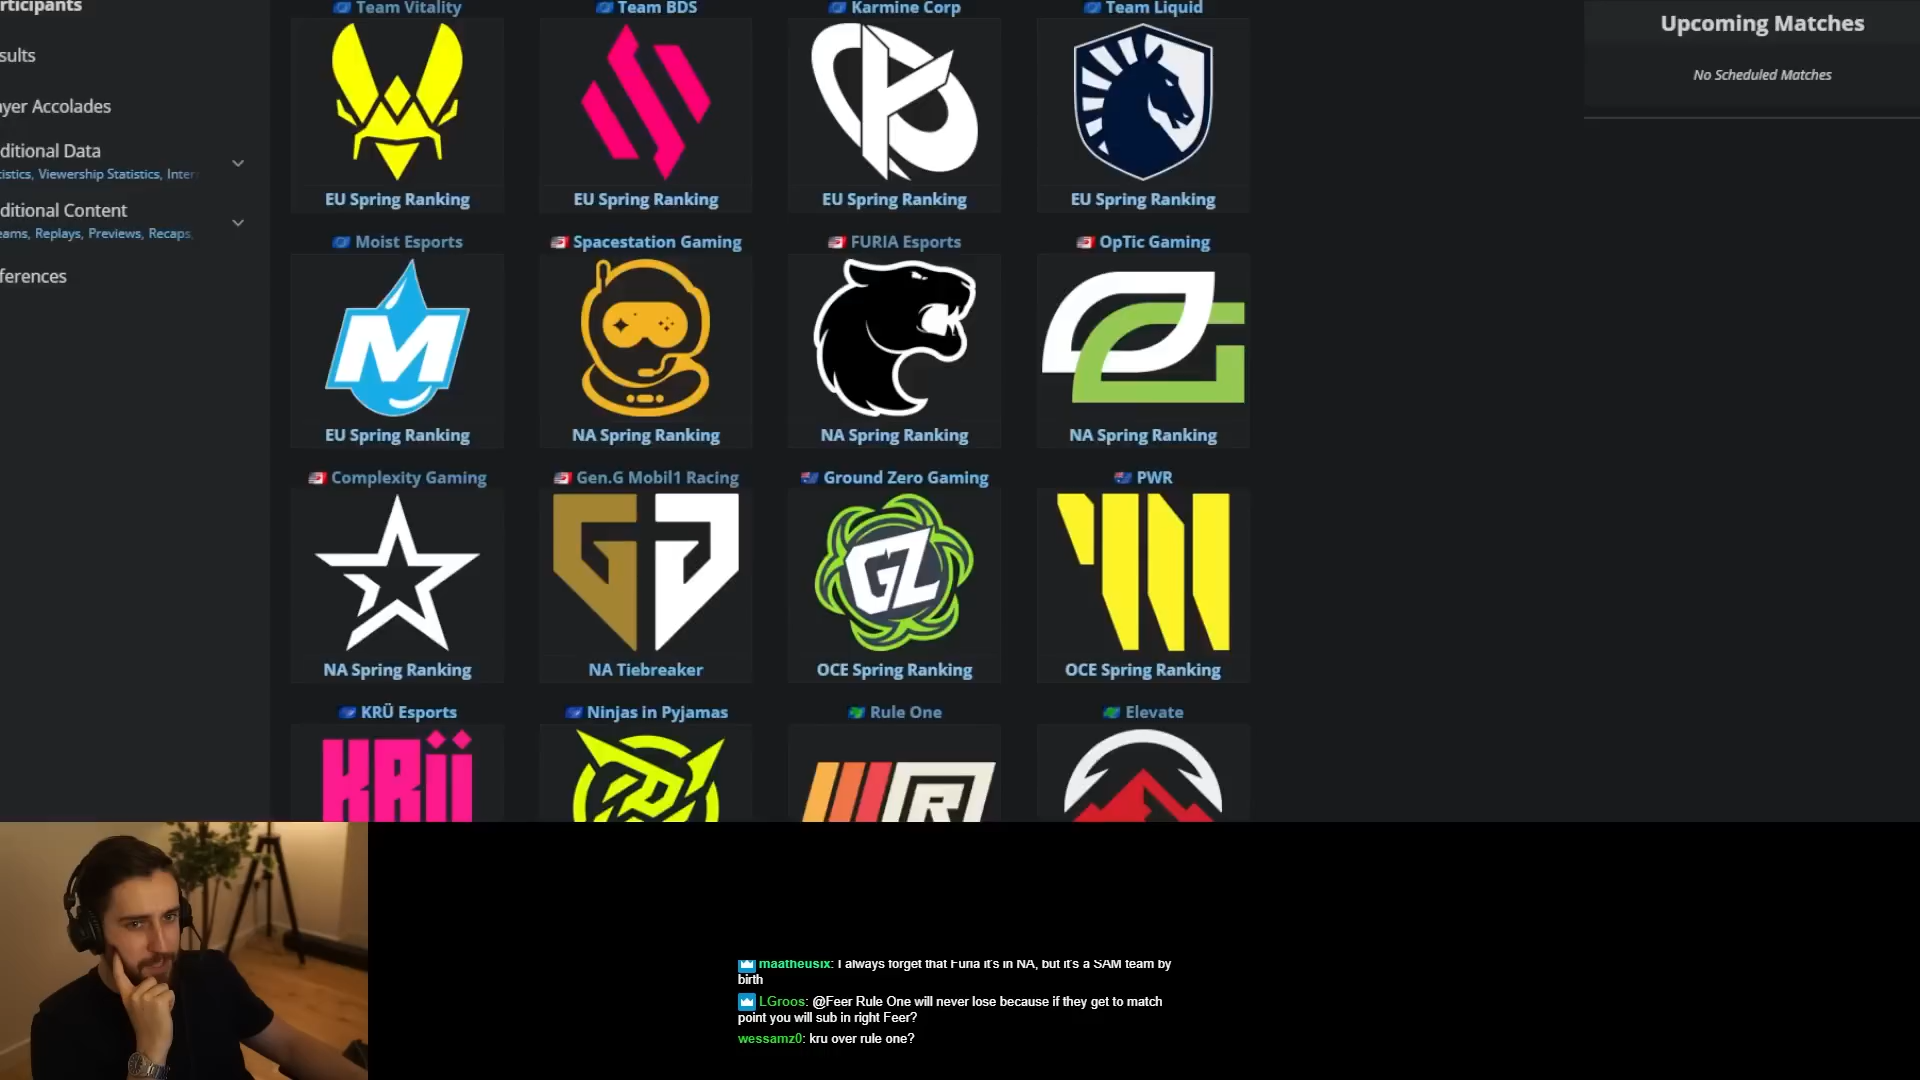 rticipants
sults
ayer Accolades
ditional Data
tistics, Viewership Statistics, Inter
ditional Content
eams, Replays, Previews, Recaps,
ferences
Team Vitality
Team BDS
Karmine Corp
Team Liquid
EU Spring Ranking
EU Spring Ranking
EU Spring Ranking
EU Spring Ranking
Moist Esports
Spacestation Gaming
FURIA Esports
OpTic Gaming
M
EU Spring Ranking
NA Spring Ranking
NA Spring Ranking
NA Spring Ranking
Complexity Gaming
Gen.G Mobil1 Racing
Ground Zero Gaming
PWR
GZ
NA Spring Ranking
NA Tiebreaker
OCE Spring Ranking
OCE Spring Ranking
KRÜ Esports
Ninjas in Pyjamas
Rule One
Elevate
KRÜ
R
Upcoming Matches
No Scheduled Matches
maatheusix: I always forget that Furia it's in NA, but it's a SAM team by
birth
LGroos: @Feer Rule One will never lose because if they get to match
point you will sub in right Feer?
wessamz0: kru over rule one?